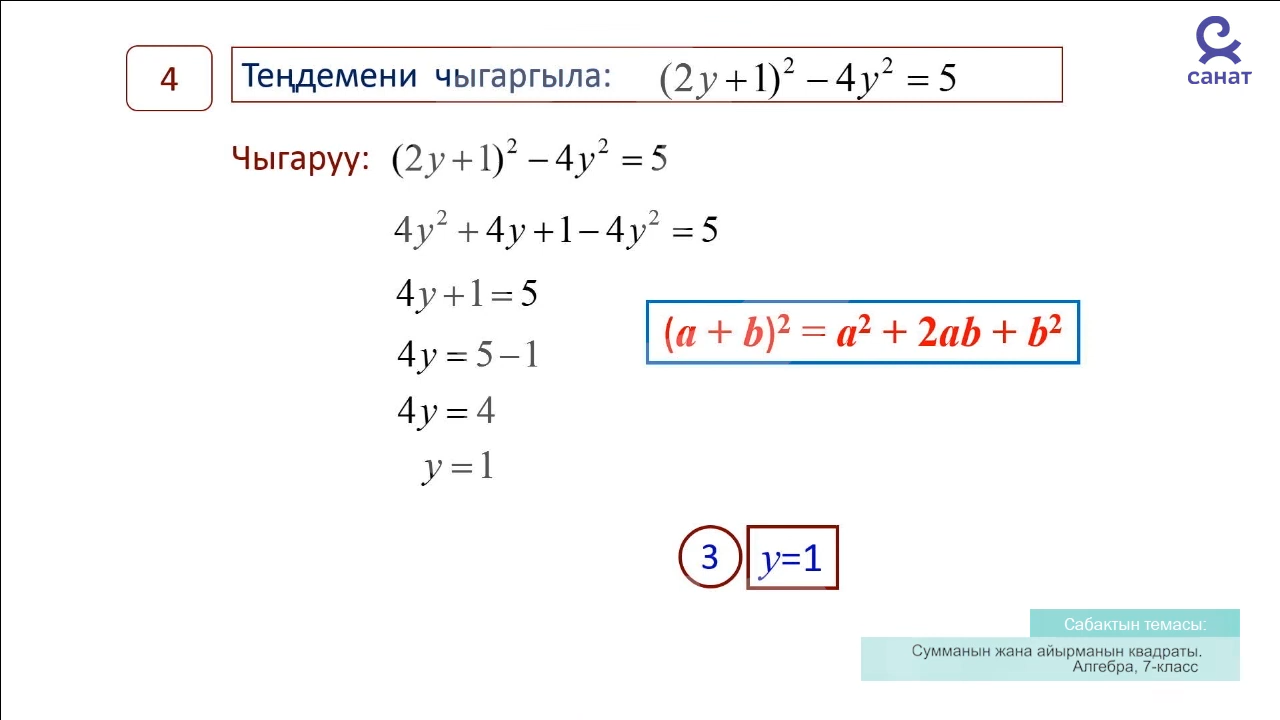 санат
4 Теңдемени чыгаргыла: (2y+1)² − 4y² = 5
Чыгаруу: (2y+1)² − 4y² = 5
4y² + 4y + 1 − 4y² = 5
4y + 1 = 5
(a + b)² = a² + 2ab + b²
4y = 5 − 1
4y = 4
y = 1
3 y=1
Сабактын темасы:
Сумманын жана айырманын квадраты.
Алгебра, 7-класс